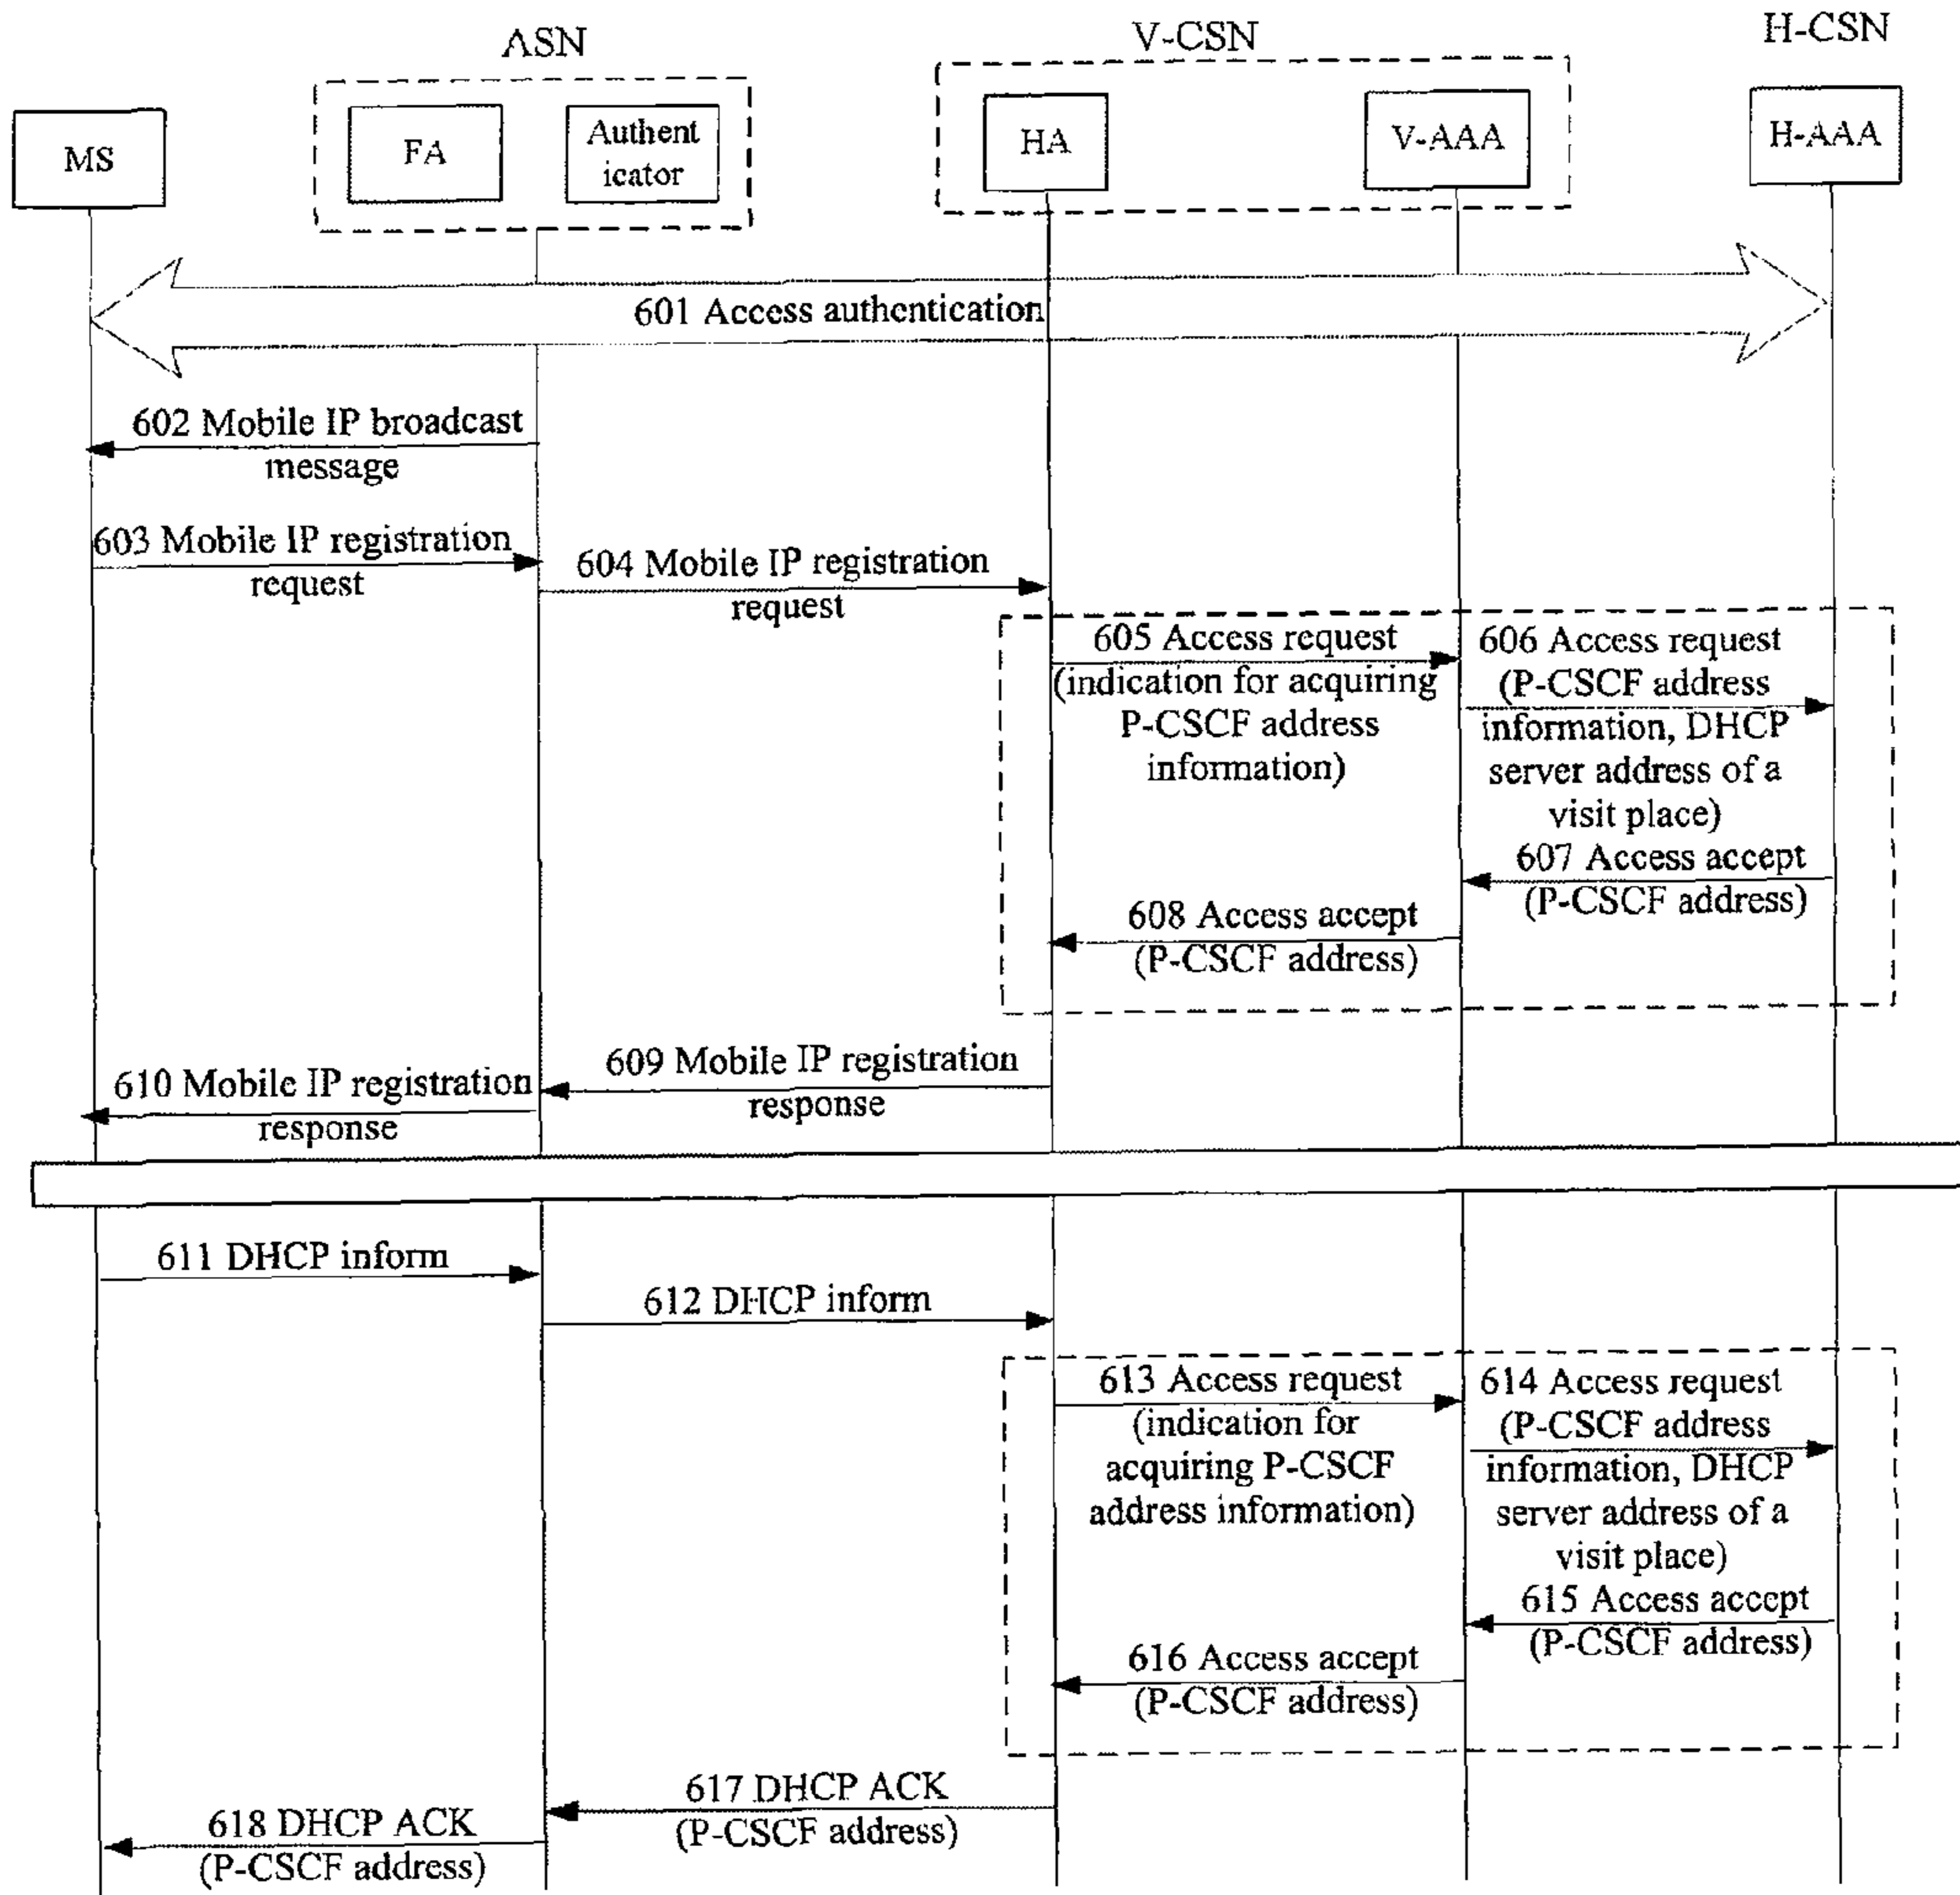 ASN
V-CSN
H-CSN
MS
FA
Authent
icator
HA
V-AAA
H-AAA
601 Access authentication
602 Mobile IP broadcast
message
603 Mobile IP registration
request
604 Mobile IP registration
request
605 Access request
(indication for acquiring
P-CSCF address
information)
606 Access request
(P-CSCF address
information, DHCP
server address of a
visit place)
607 Access accept
(P-CSCF address)
608 Access accept
(P-CSCF address)
609 Mobile IP registration
response
610 Mobile IP registration
response
611 DHCP inform
612 DHCP inform
613 Access request
(indication for
acquiring P-CSCF
address information)
614 Access request
(P-CSCF address
information, DHCP
server address of a
visit place)
615 Access accept
(P-CSCF address)
616 Access accept
(P-CSCF address)
617 DHCP ACK
(P-CSCF address)
618 DHCP ACK
(P-CSCF address)